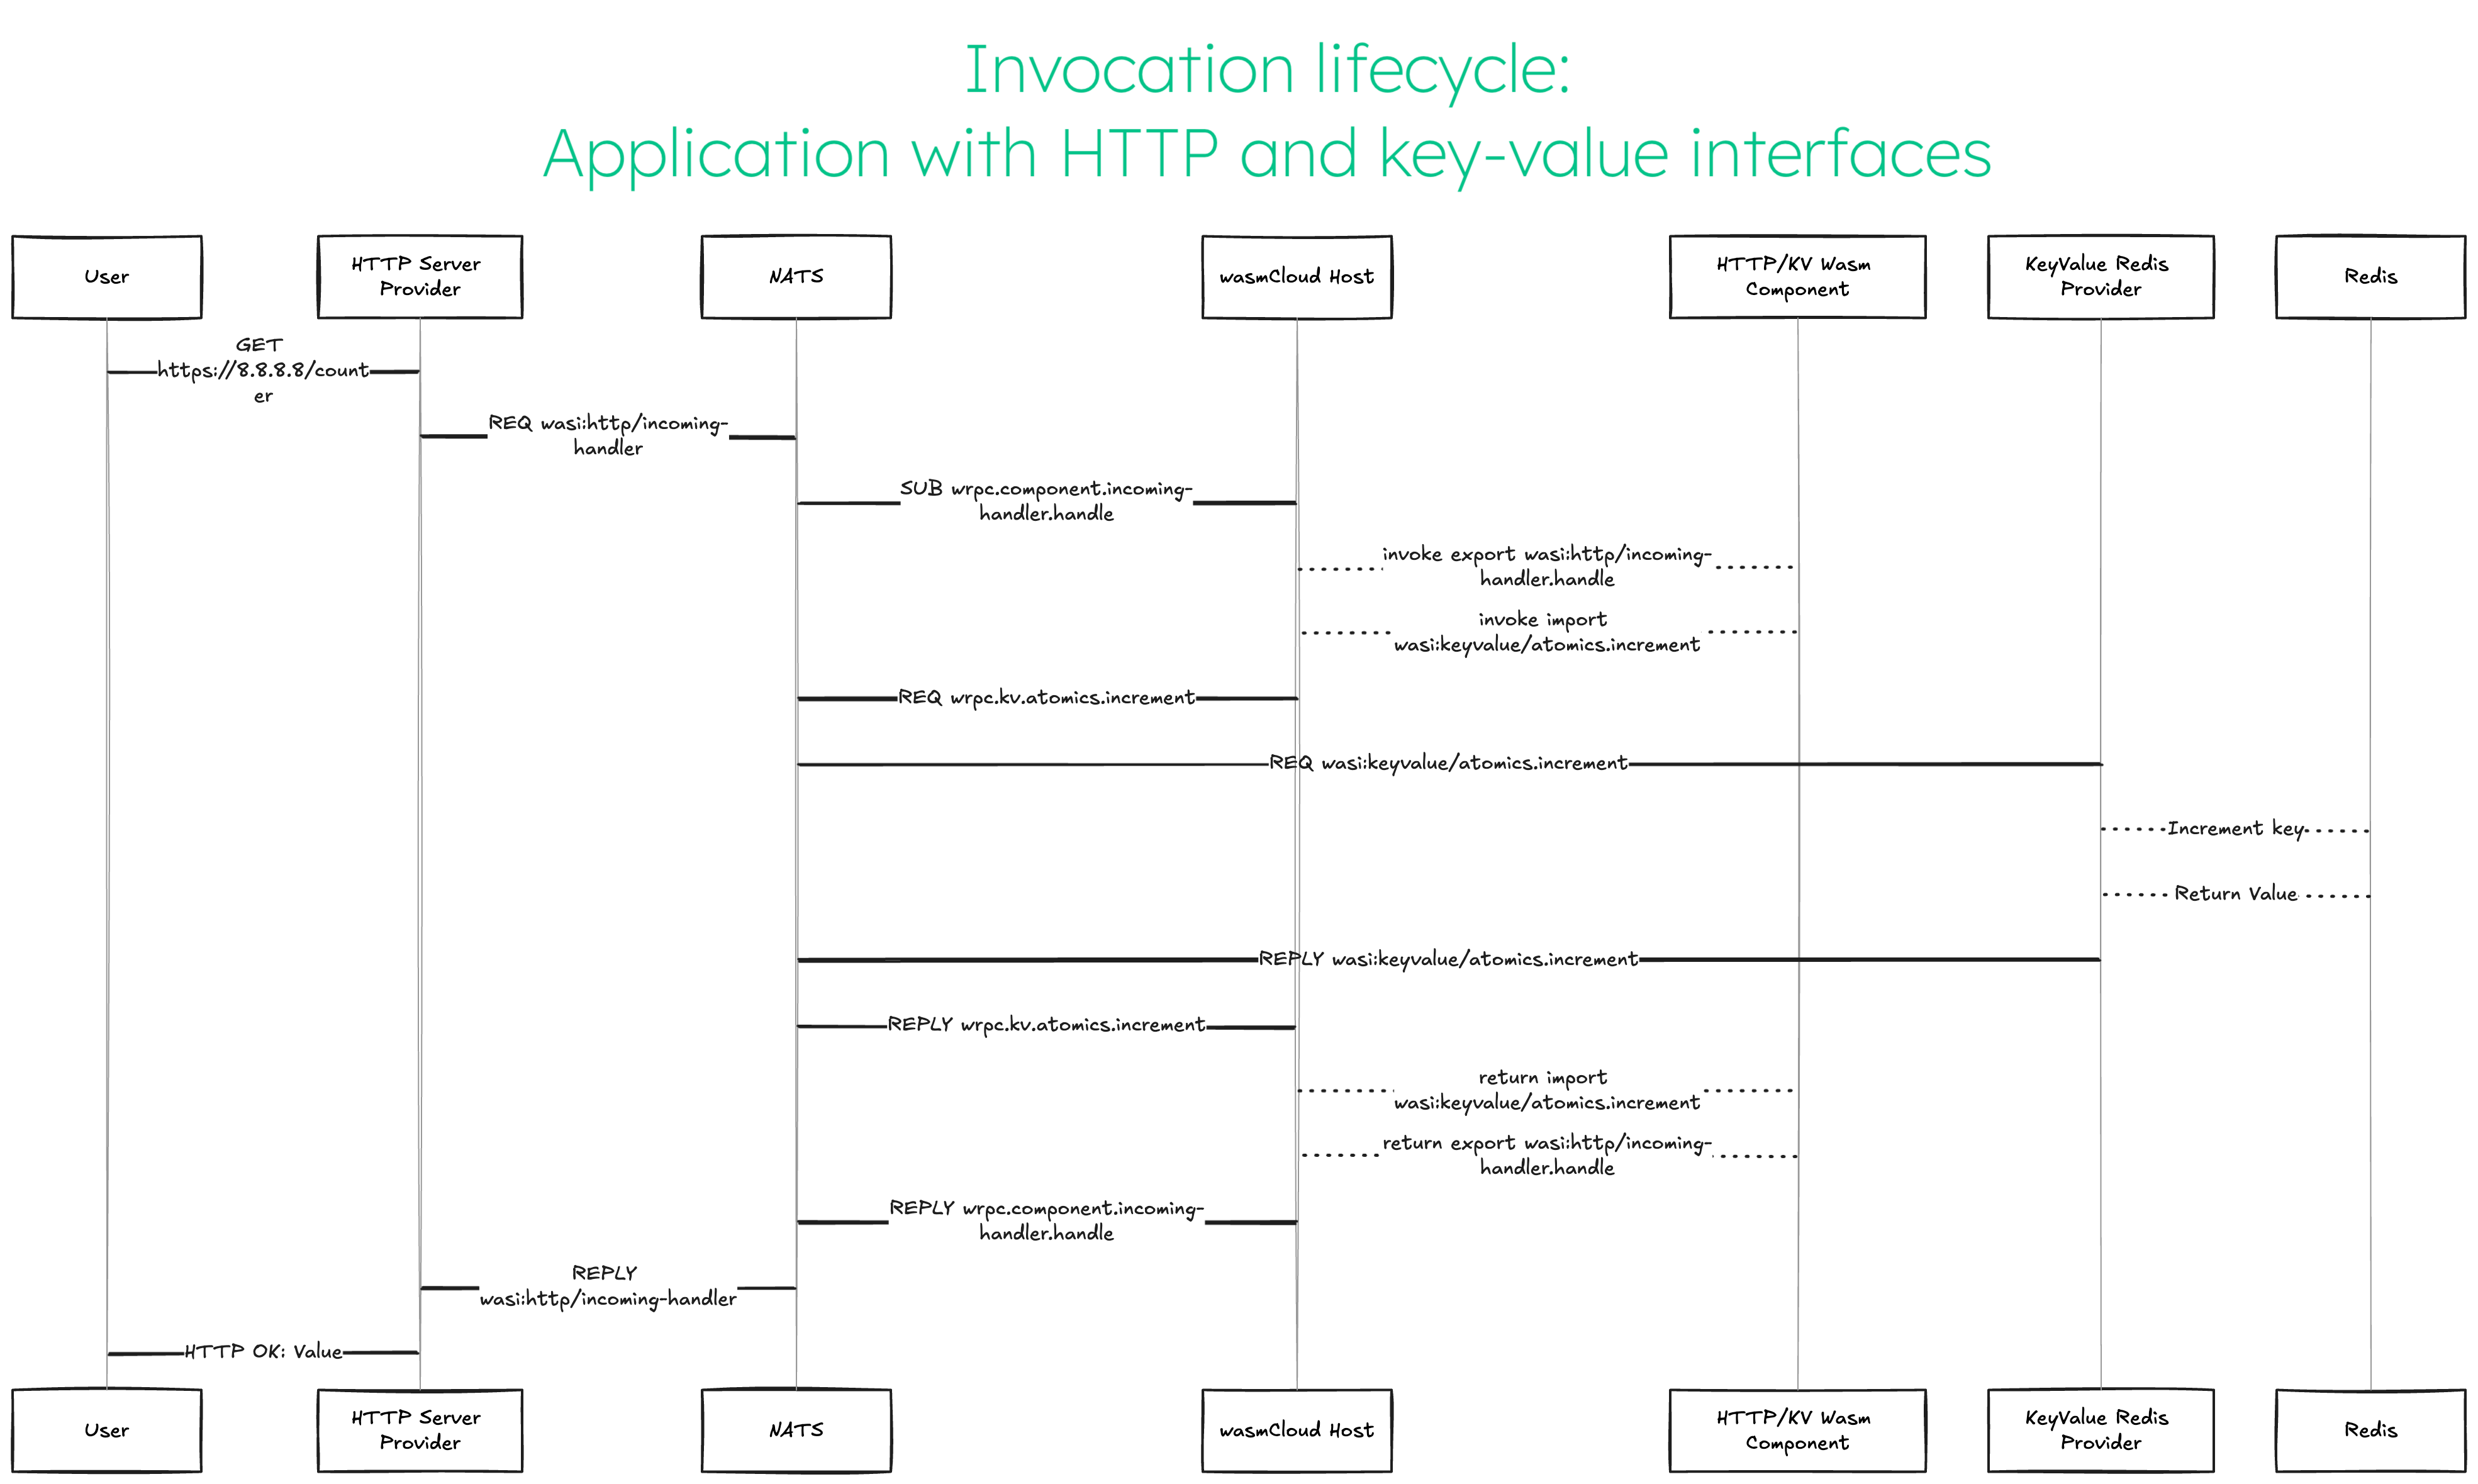 Invocation lifecycle:
Application with HTTP and key-value interfaces
User
HTTP Server
Provider
NATS
wasmCloud Host
HTTP/KV Wasm
Component
KeyValue Redis
Provider
Redis
GET
https://8.8.8.8/count
er
REQ wasi:http/incoming-
handler
SUB wrpc.component.incoming-
handler.handle
invoke export wasi:http/incoming-
handler.handle
invoke import
wasi:keyvalue/atomics.increment
REQ wrpc.kv.atomics.increment
REQ wasi:keyvalue/atomics.increment
Increment key
Return Value
REPLY wasi:keyvalue/atomics.increment
REPLY wrpc.kv.atomics.increment
return import
wasi:keyvalue/atomics.increment
return export wasi:http/incoming-
handler.handle
REPLY wrpc.component.incoming-
handler.handle
REPLY
wasi:http/incoming-handler
HTTP OK: Value
User
HTTP Server
Provider
NATS
wasmCloud Host
HTTP/KV Wasm
Component
KeyValue Redis
Provider
Redis